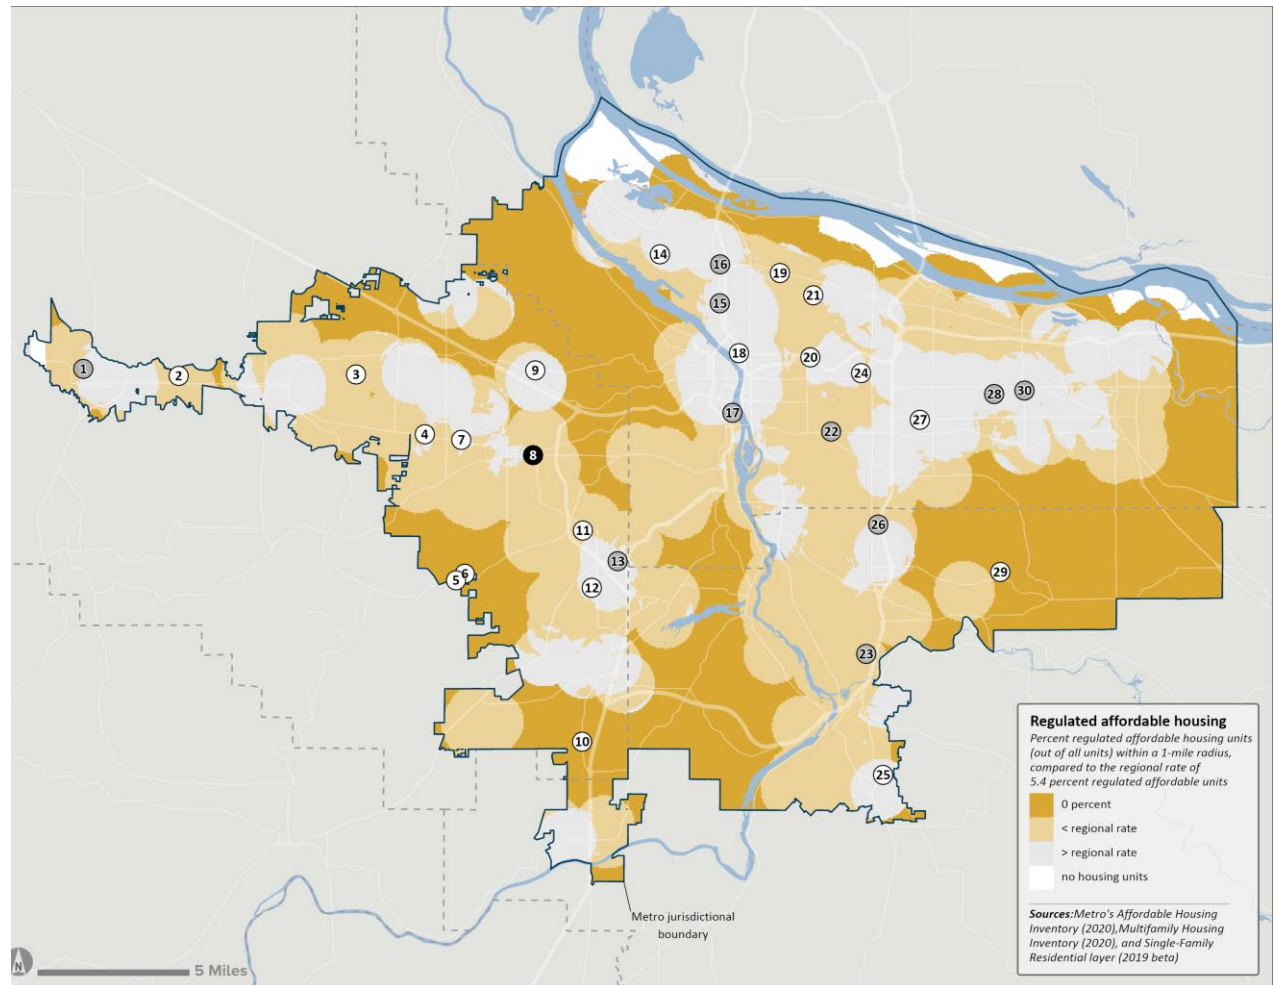 14
16
19
21
15
18
1
2
3
9
20
24
28
30
17
27
4
7
22
8
26
11
13
29
6
5
12
23
10
25
Regulated affordable housing
Percent regulated affordable housing units
(out of all units) within a 1-mile radius,
compared to the regional rate of
5.4 percent regulated affordable units
0 percent
< regional rate
> regional rate
no housing units
Sources:Metro's Affordable Housing
Inventory (2020),Multifamily Housing
Inventory (2020), and Single-Family
Residential layer (2019 beta)
Metro jurisdictional
boundary
N
5 Miles